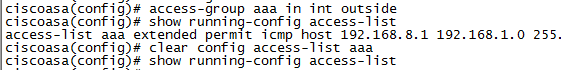 ciscoasa(config)# access-group aaa in int outside
ciscoasa(config)# show running-config access-list
access-list aaa extended permit icmp host 192.168.8.1 192.168.1.0 255.
ciscoasa(config)# clear config access-list aaa
ciscoasa(config)# show running-config access-list